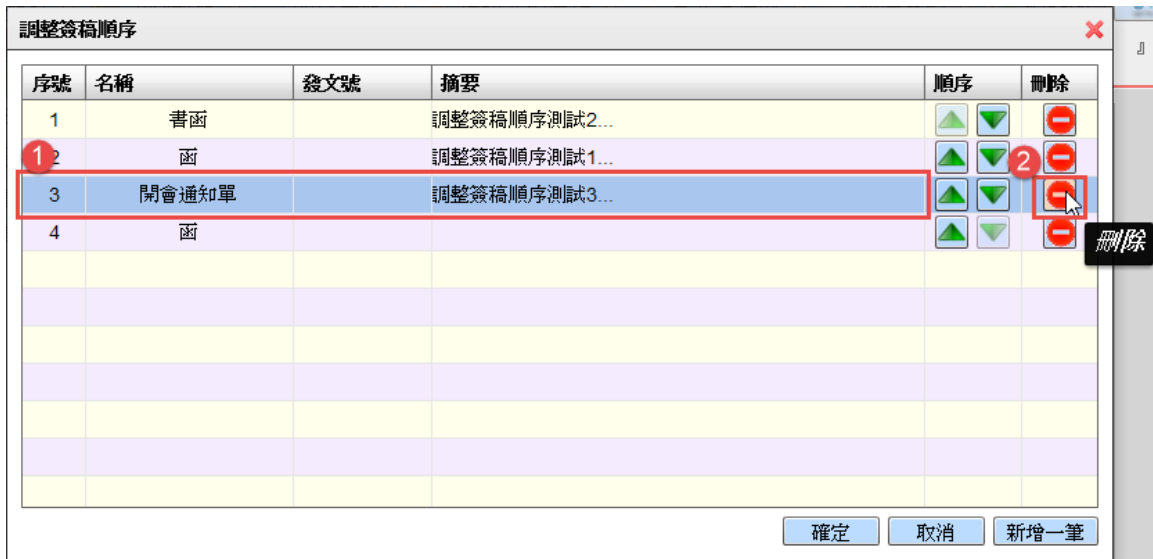 調整簽稿順序
』
序號 名稱 發文號 摘要 順序 刪除
1 書函 調整簽稿順序測試2...
1 2 函 調整簽稿順序測試1... 2
3 開會通知單 調整簽稿順序測試3...
4 函
刪除
確定 取消 新增一筆